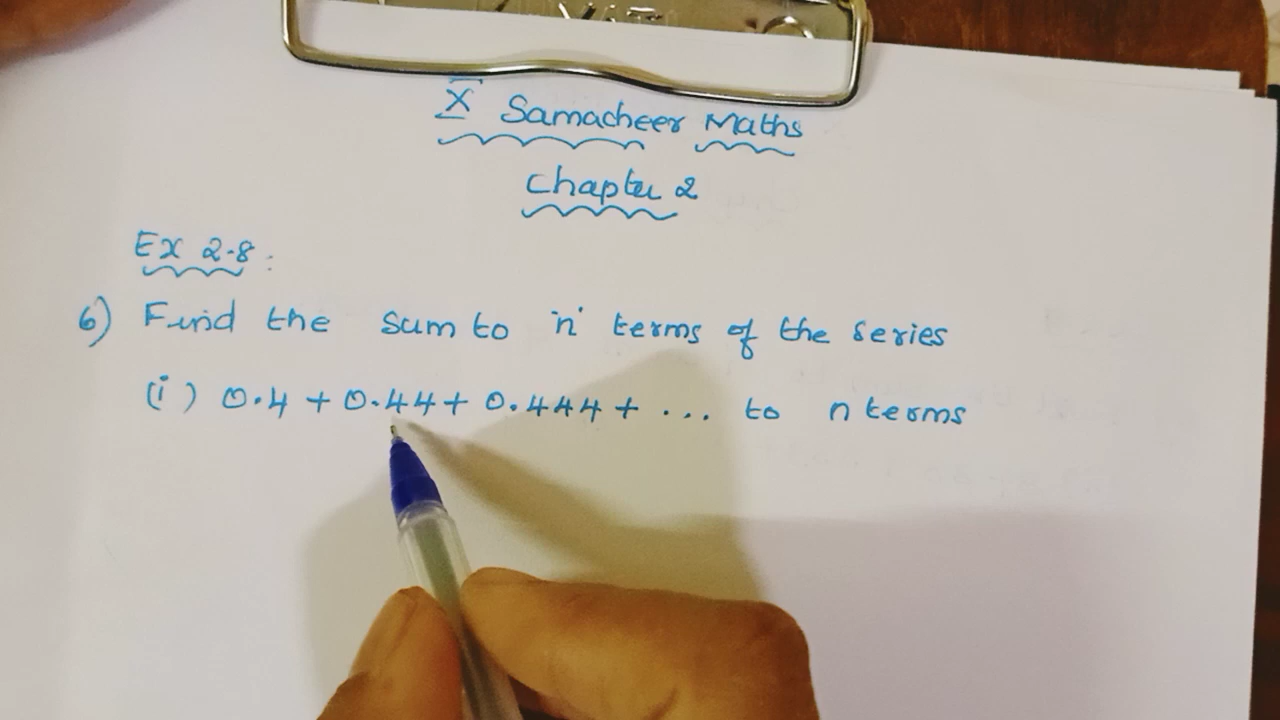 X Samacheer Maths
Chapter 2
Ex 2.8:
6) Find the sum to 'n' terms of the series
(i) 0.4 + 0.44 + 0.444 + ... to n terms